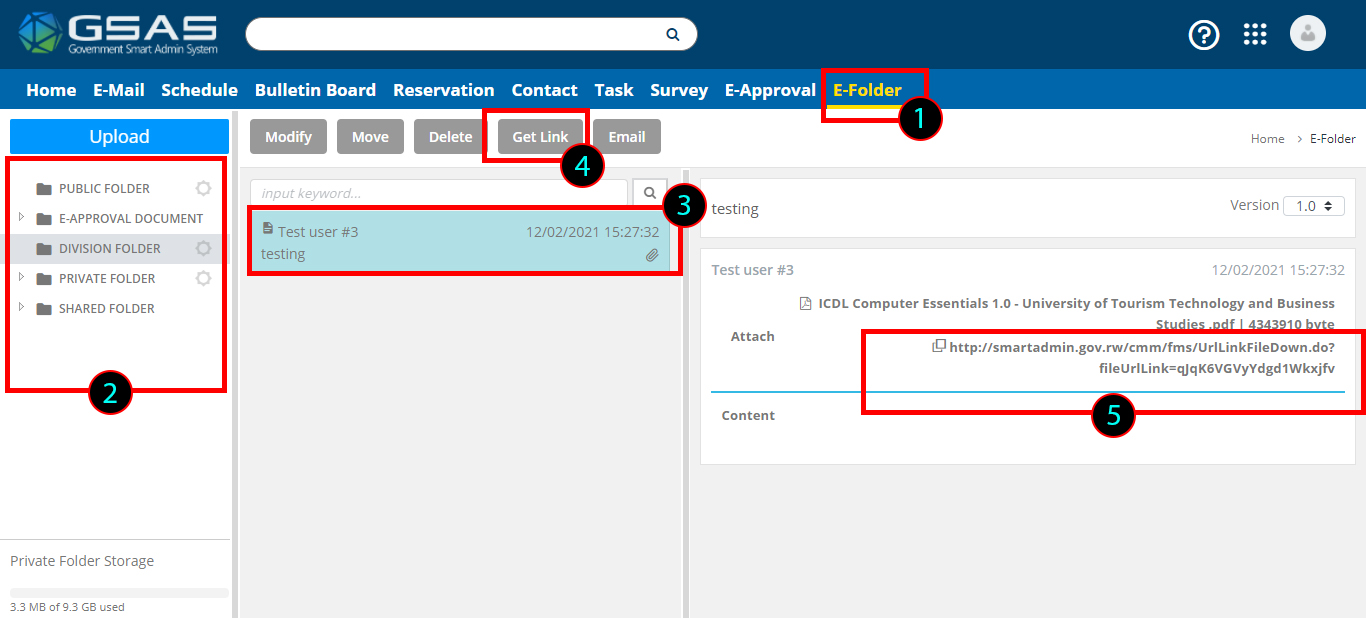 GSAS
Government Smart Admin System
Home E-Mail Schedule Bulletin Board Reservation Contact Task Survey E-Approval E-Folder
1
Upload
Modify Move Delete Get Link Email
Home > E-Folder
4
PUBLIC FOLDER
E-APPROVAL DOCUMENT
DIVISION FOLDER
PRIVATE FOLDER
SHARED FOLDER
2
input keyword...
3
Test user #3 12/02/2021 15:27:32
testing
testing
Version 1.0
Test user #3 12/02/2021 15:27:32
Attach
ICDL Computer Essentials 1.0 - University of Tourism Technology and Business
Studies .pdf | 4343910 byte
http://smartadmin.gov.rw/cmm/fms/UrlLinkFileDown.do?
fileUrlLink=qJqK6VGVyYdgd1Wkxjfv
5
Content
Private Folder Storage
3.3 MB of 9.3 GB used